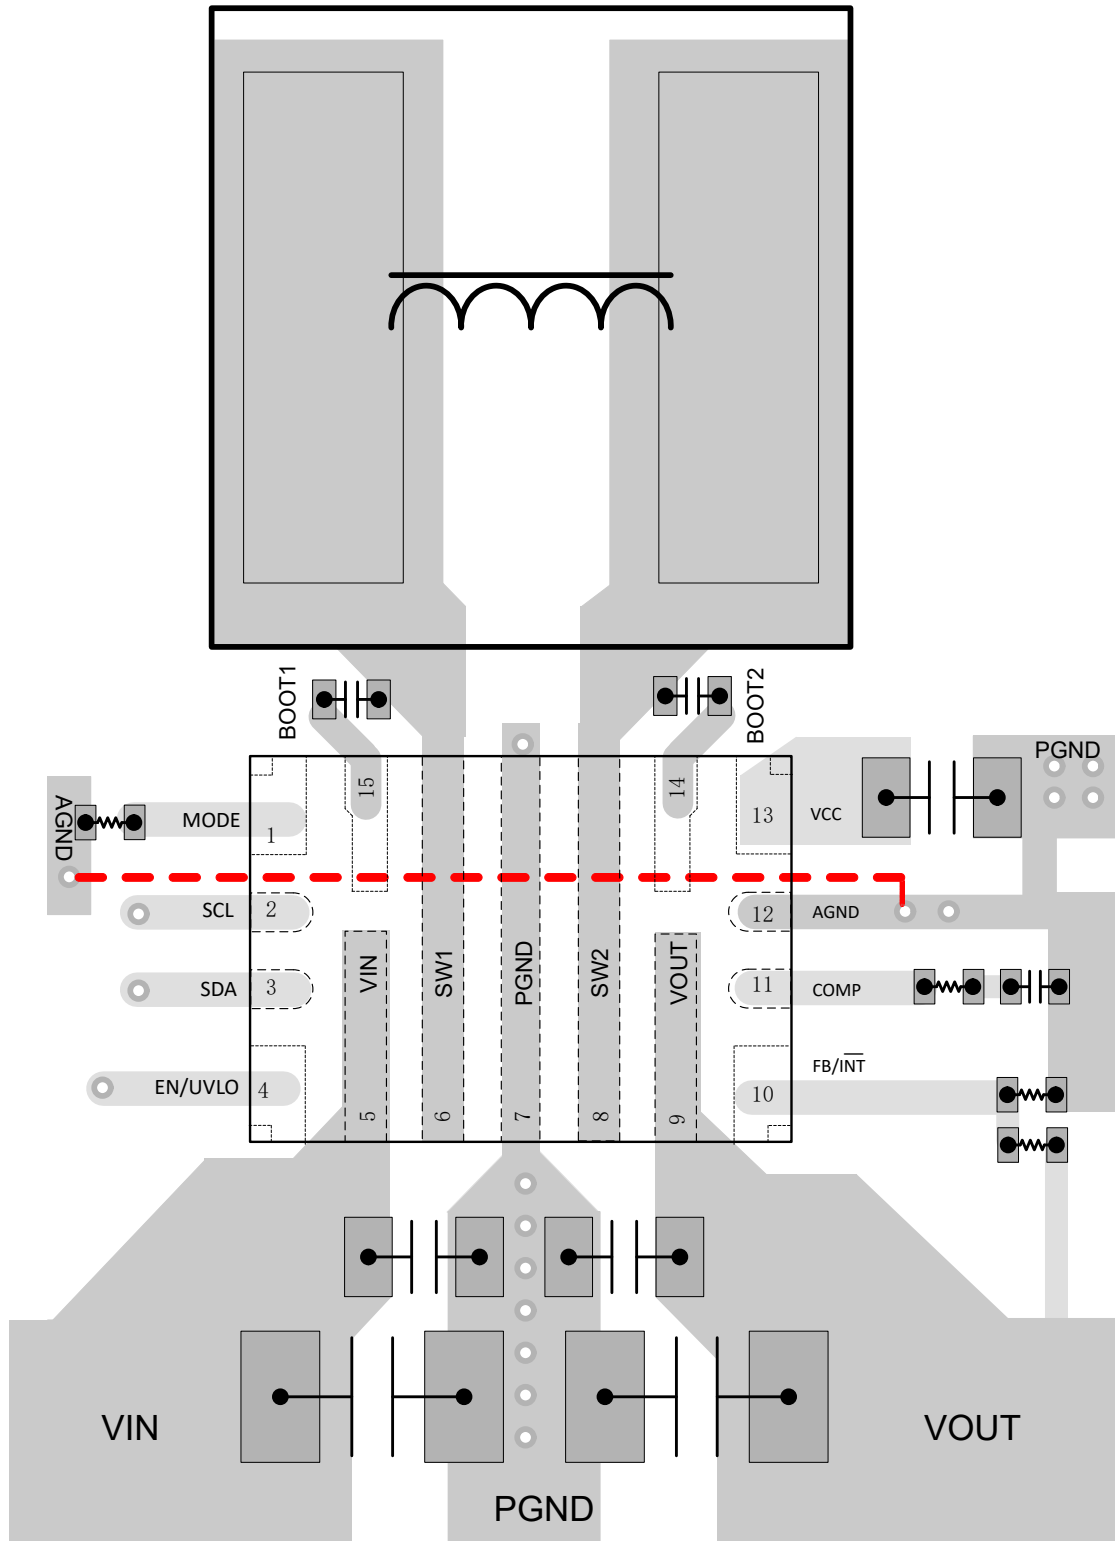 BOOT1
BOOT2
PGND
AGND
MODE
1
15
14
13
VCC
SCL
2
12
AGND
SDA
3
VIN
SW1
PGND
SW2
VOUT
11
COMP
FB/INT
EN/UVLO
4
5
6
7
8
9
10
VIN
VOUT
PGND